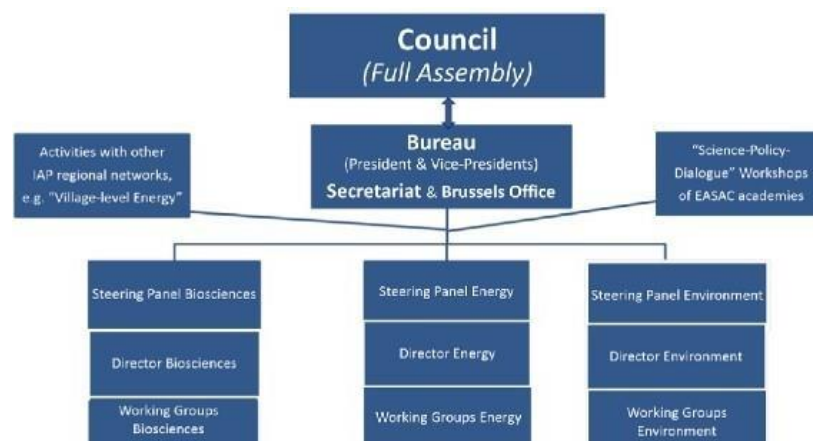 Council
(Full Assembly)
Bureau
(President & Vice-Presidents)
Secretariat & Brussels Office
Activities with other
IAP regional networks,
e.g. “Village-level Energy”
“Science-Policy-
Dialogue” Workshops
of EASAC academies
Steering Panel Biosciences
Director Biosciences
Working Groups
Biosciences
Steering Panel Energy
Director Energy
Working Groups Energy
Steering Panel Environment
Director Environment
Working Groups
Environment